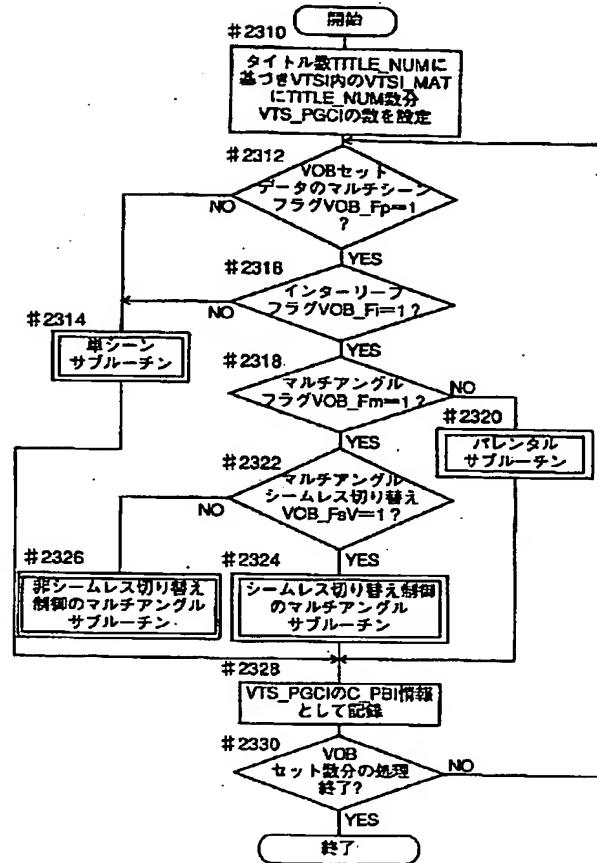 開始
#2310
タイトル数TITLE_NUMに
基づきVTSI内のVTSI_MAT
にTITLE_NUM数分
VTS_PGCIの数を設定
#2312
VOBセット
データのマルチシーン
フラグVOB_Fp=1
?
NO
YES
#2316
インターリーブ
フラグVOB_Fi=1?
NO
YES
#2314
単シーン
サブルーチン
#2318
マルチアングル
フラグVOB_Fm=1?
NO
YES
#2320
パレンタル
サブルーチン
#2322
マルチアングル
シームレス切り替え
VOB_FsV=1?
NO
YES
#2326
非シームレス切り替え
制御のマルチアングル
サブルーチン
#2324
シームレス切り替え制御
のマルチアングル
サブルーチン
#2328
VTS_PGCIのC_PBI情報
として記録
#2330
VOB
セット数分の処理
終了?
NO
YES
終了